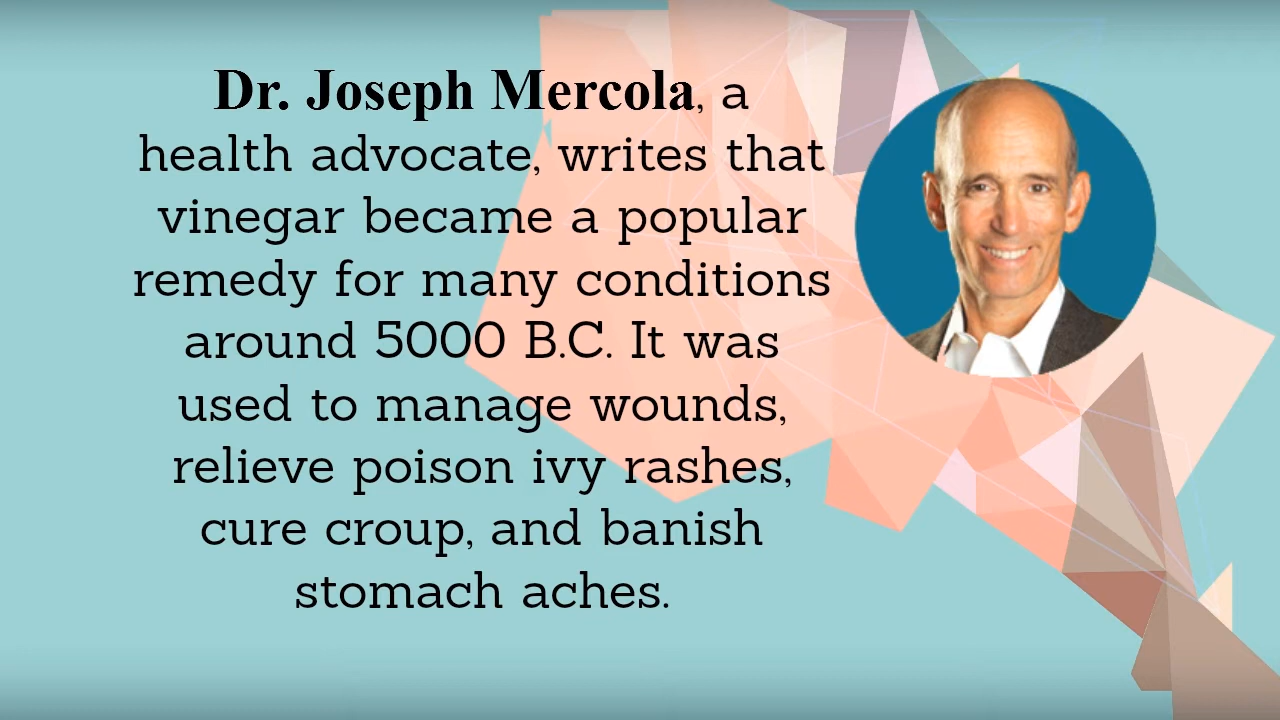 Dr. Joseph Mercola, a
health advocate, writes that
vinegar became a popular
remedy for many conditions
around 5000 B.C. It was
used to manage wounds,
relieve poison ivy rashes,
cure croup, and banish
stomach aches.